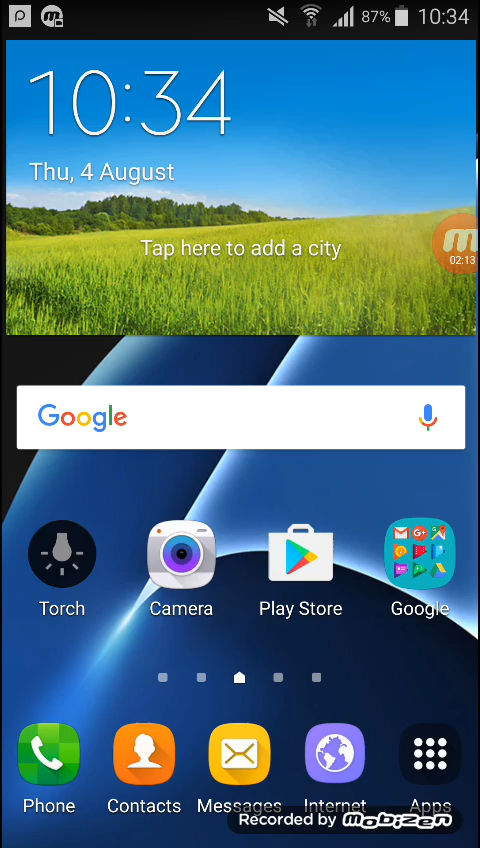 87% 10:34
10:34
Thu, 4 August
Tap here to add a city
02:13
Google
Torch Camera Play Store Google
Phone Contacts Messages Internet Apps
Recorded by mobizen